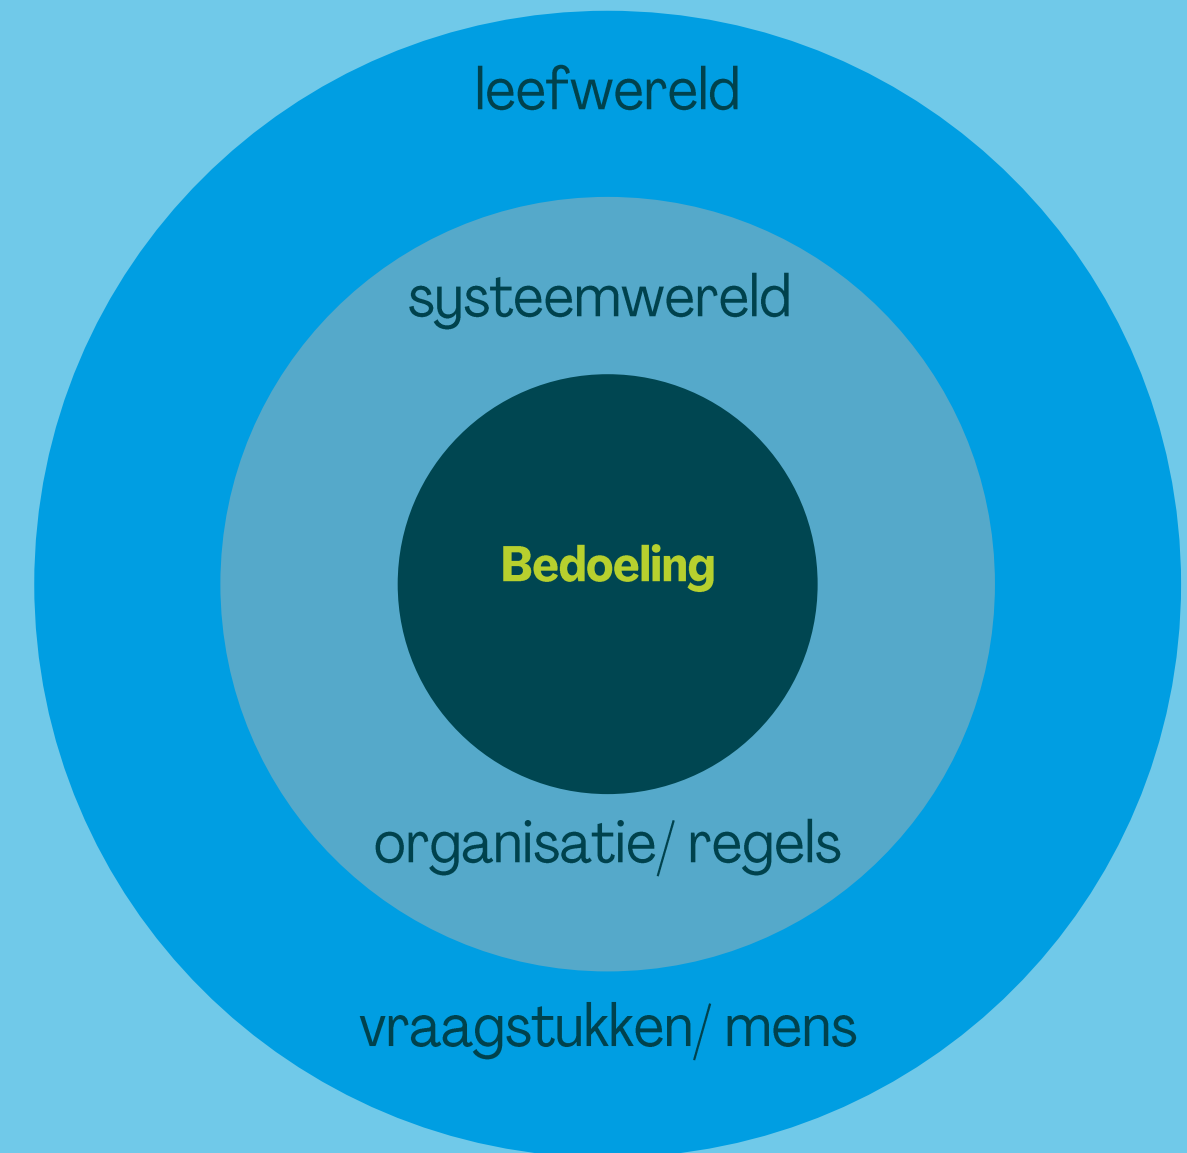 leefwereld
systeemwereld
Bedoeling
organisatie/ regels
vraagstukken/ mens